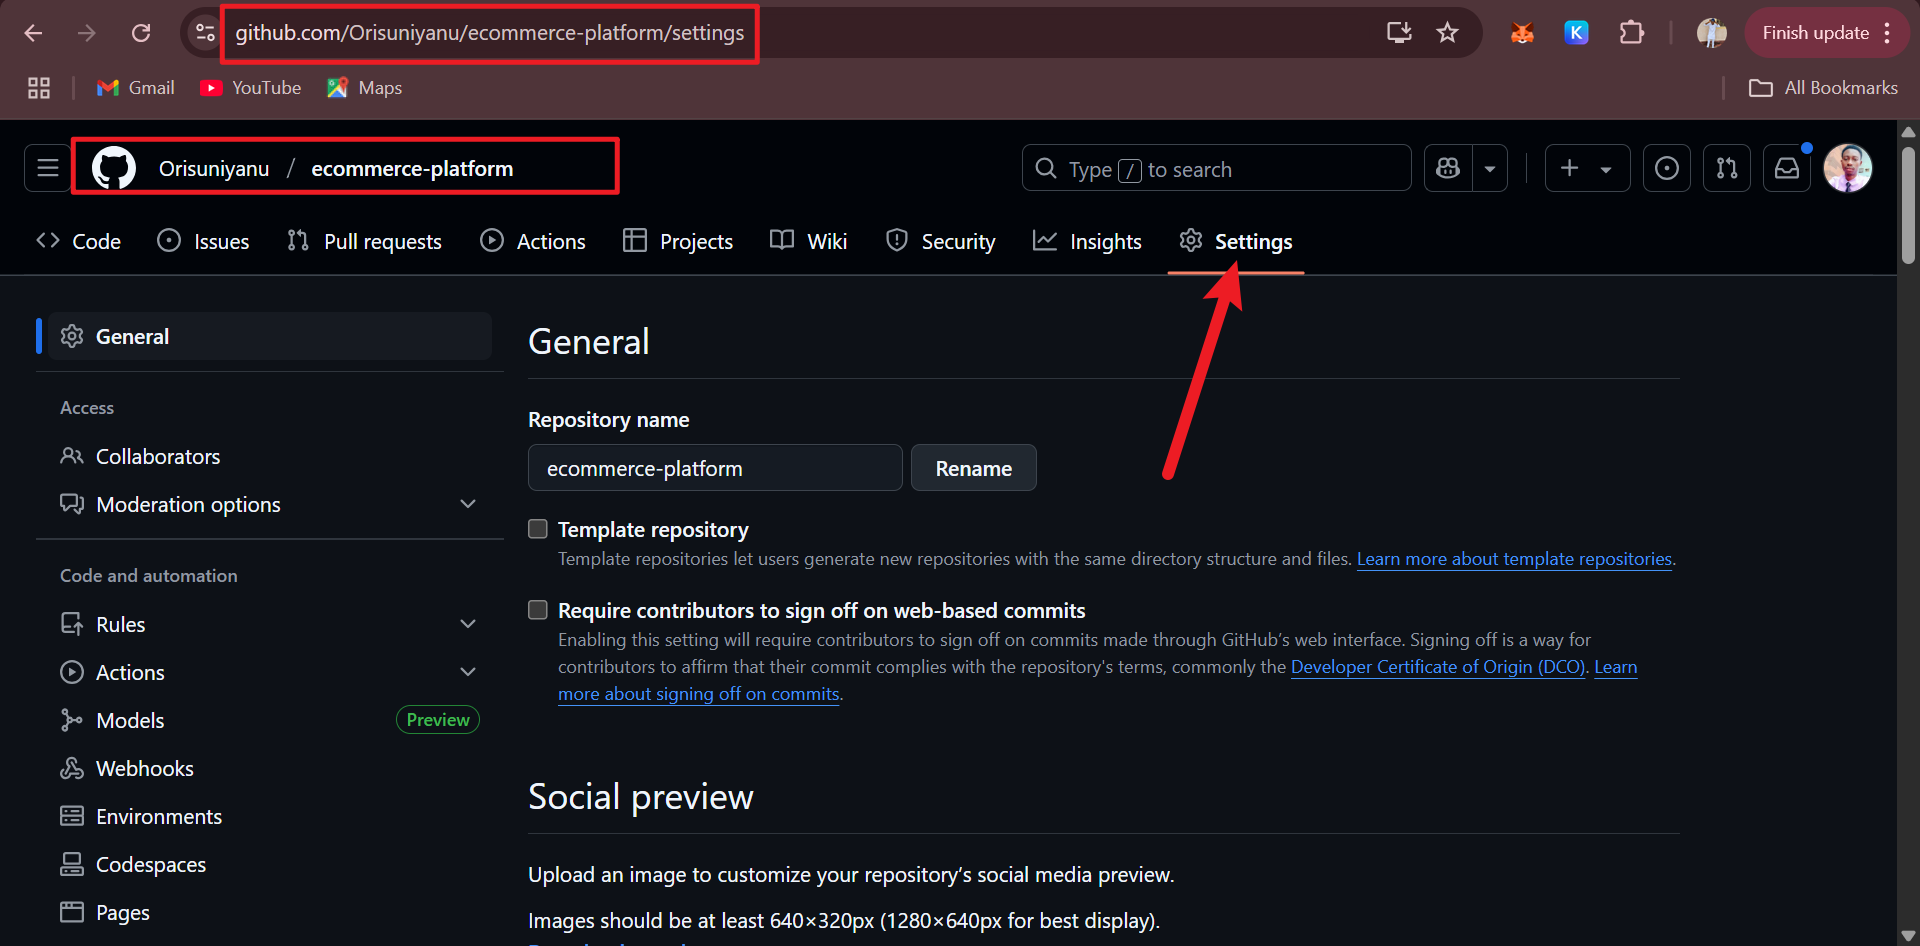 github.com/Orisuniyanu/ecommerce-platform/settings
Finish update
Gmail
YouTube
Maps
All Bookmarks
Orisuniyanu / ecommerce-platform
Type / to search
Code
Issues
Pull requests
Actions
Projects
Wiki
Security
Insights
Settings
General
Access
Collaborators
Moderation options
Code and automation
Rules
Actions
Models
Preview
Webhooks
Environments
Codespaces
Pages
General
Repository name
ecommerce-platform
Rename
Template repository
Template repositories let users generate new repositories with the same directory structure and files. Learn more about template repositories.
Require contributors to sign off on web-based commits
Enabling this setting will require contributors to sign off on commits made through GitHub’s web interface. Signing off is a way for
contributors to affirm that their commit complies with the repository's terms, commonly the Developer Certificate of Origin (DCO). Learn
more about signing off on commits.
Social preview
Upload an image to customize your repository’s social media preview.
Images should be at least 640×320px (1280×640px for best display).